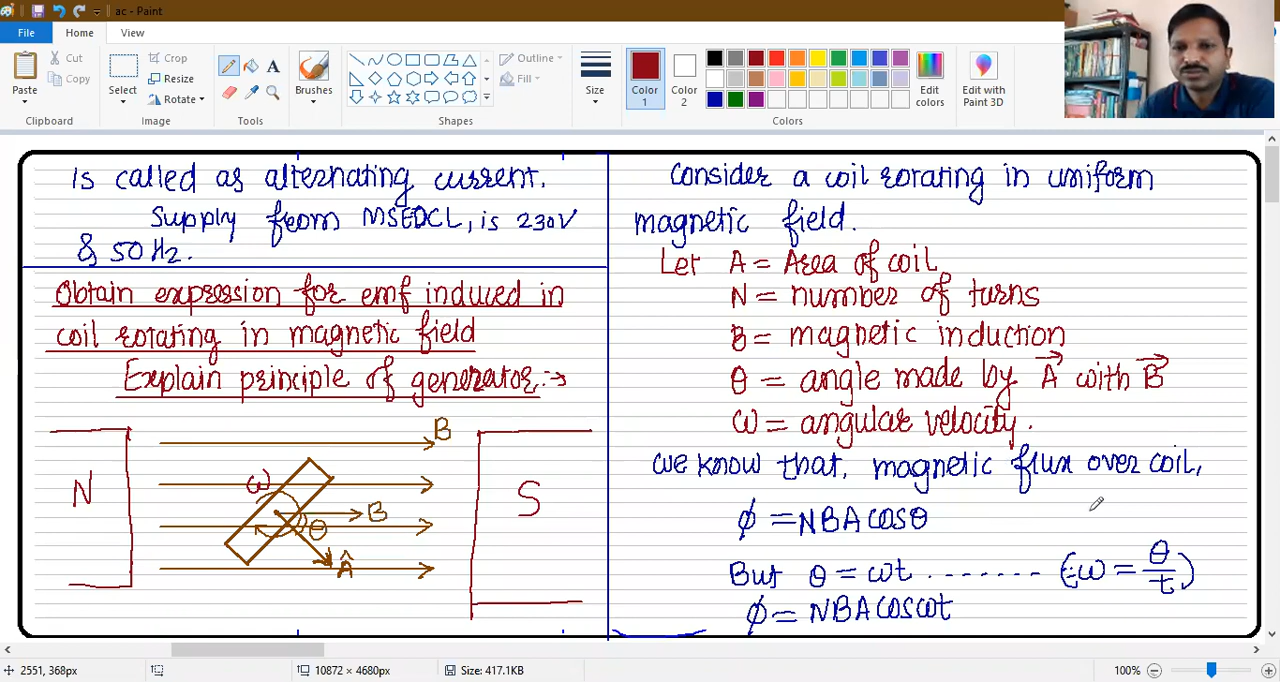 ac - Paint
File
Home
View
Paste
Cut
Copy
Clipboard
Select
Crop
Resize
Rotate
Image
Tools
Brushes
Shapes
Outline
Fill
Size
Color 1
Color 2
Edit colors
Edit with Paint 3D
Colors
is called as alternating current.
Supply from MSEDCL, is 230V
& 50 Hz.
Obtain expression for emf induced in
coil rotating in magnetic field
Explain principle of generator :→
N
B
ω
B
θ
Â
S
Consider a coil rotating in uniform
magnetic field.
Let A = Area of coil
N = number of turns
B = magnetic induction
θ = angle made by A⃗ with B⃗
ω = angular velocity.
We know that, magnetic flux over coil,
ϕ = NBA cosθ
But θ = ωt ........ (∵ω = θ/t)
ϕ = NBA cosωt
2551, 368px
10872 × 4680px
Size: 417.1KB
100%